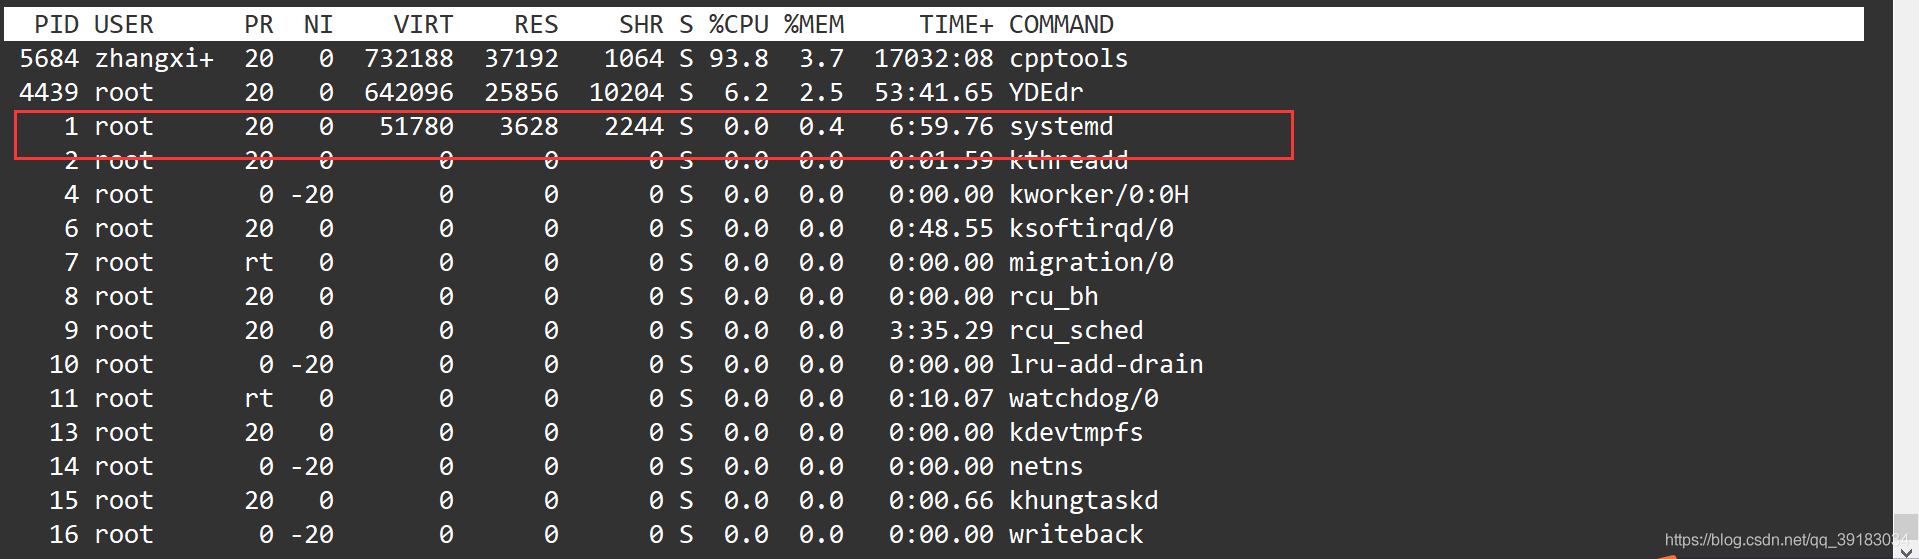 PID USER PR NI VIRT RES SHR S %CPU %MEM TIME+ COMMAND
5684 zhangxi+ 20 0 732188 37192 1064 S 93.8 3.7 17032:08 cpptools
4439 root 20 0 642096 25856 10204 S 6.2 2.5 53:41.65 YDEdr
1 root 20 0 51780 3628 2244 S 0.0 0.4 6:59.76 systemd
2 root 20 0 0 0 0 S 0.0 0.0 0:01.59 kthreadd
4 root 0 -20 0 0 0 S 0.0 0.0 0:00.00 kworker/0:0H
6 root 20 0 0 0 0 S 0.0 0.0 0:48.55 ksoftirqd/0
7 root rt 0 0 0 0 S 0.0 0.0 0:00.00 migration/0
8 root 20 0 0 0 0 S 0.0 0.0 0:00.00 rcu_bh
9 root 20 0 0 0 0 S 0.0 0.0 3:35.29 rcu_sched
10 root 0 -20 0 0 0 S 0.0 0.0 0:00.00 lru-add-drain
11 root rt 0 0 0 0 S 0.0 0.0 0:10.07 watchdog/0
13 root 20 0 0 0 0 S 0.0 0.0 0:00.00 kdevtmpfs
14 root 0 -20 0 0 0 S 0.0 0.0 0:00.00 netns
15 root 20 0 0 0 0 S 0.0 0.0 0:00.66 khungtaskd
16 root 0 -20 0 0 0 S 0.0 0.0 0:00.00 writeback
https://blog.csdn.net/qq_39183034